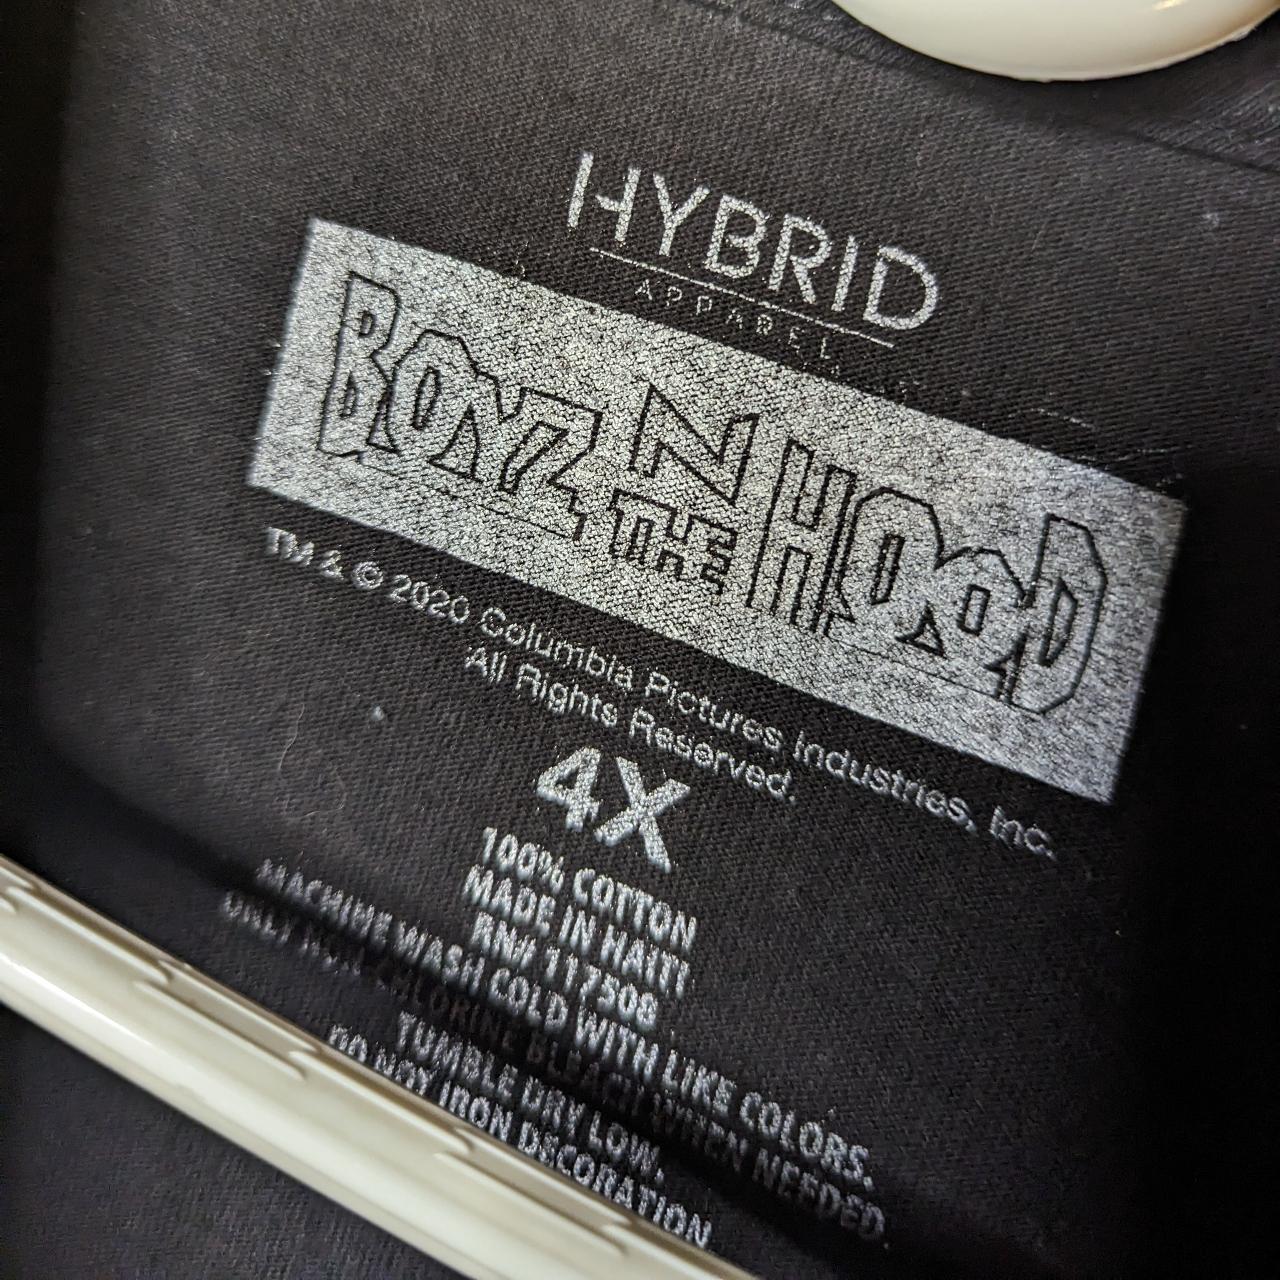 HYBRID
APPAREL
BOYZ N THE HOOD
TM & © 2020 Columbia Pictures Industries, Inc.
All Rights Reserved.
4X
100% COTTON
MADE IN HAITI
RN# 117508
MACHINE WASH COLD WITH LIKE COLORS.
ONLY NON-CHLORINE BLEACH WHEN NEEDED.
TUMBLE DRY LOW.
DO NOT IRON DECORATION